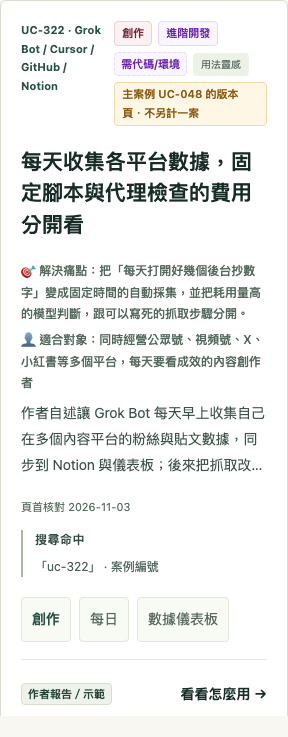 UC-322 · Grok
Bot / Cursor /
GitHub /
Notion
創作
進階開發
需代碼/環境
用法靈感
主案例 UC-048 的版本
頁 · 不另計一案
每天收集各平台數據，固
定腳本與代理檢查的費用
分開看
解決痛點：把「每天打開好幾個後台抄數
字」變成固定時間的自動採集，並把耗用量高
的模型判斷，跟可以寫死的抓取步驟分開。
適合對象：同時經營公眾號、視頻號、X、
小紅書等多個平台，每天要看成效的內容創作
者
作者自述讓 Grok Bot 每天早上收集自己
在多個內容平台的粉絲與貼文數據，同
步到 Notion 與儀表板；後來把抓取改...
頁首核對 2026-11-03
搜尋命中
「uc-322」 · 案例編號
創作
每日
數據儀表板
作者報告 / 示範
看看怎麼用 →